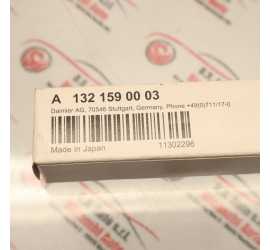 A 132 159 00 03
Daimler AG, 70546 Stuttgart, Germany, Phone +49(0)711/17-0
Made in Japan
11302296